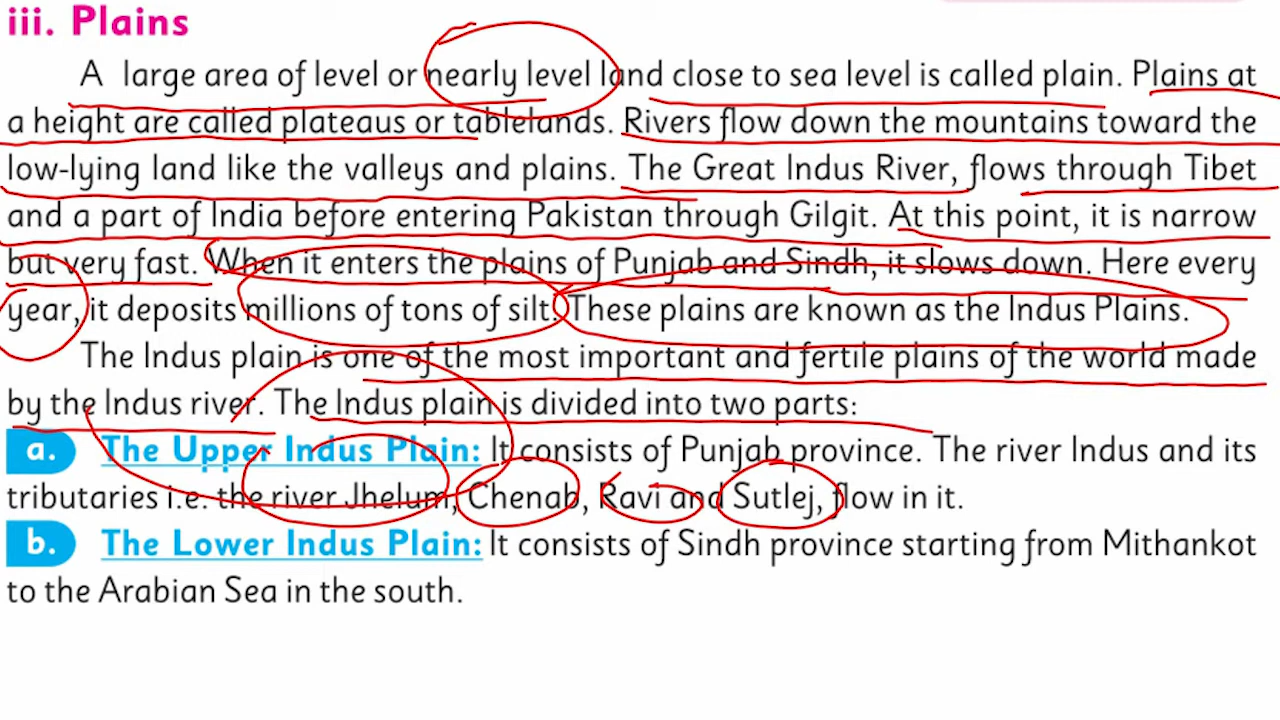 iii. Plains
A large area of level or nearly level land close to sea level is called plain. Plains at
a height are called plateaus or tablelands. Rivers flow down the mountains toward the
low-lying land like the valleys and plains. The Great Indus River, flows through Tibet
and a part of India before entering Pakistan through Gilgit. At this point, it is narrow
but very fast. When it enters the plains of Punjab and Sindh, it slows down. Here every
year, it deposits millions of tons of silt. These plains are known as the Indus Plains.
The Indus plain is one of the most important and fertile plains of the world made
by the Indus river. The Indus plain is divided into two parts:
a. The Upper Indus Plain: It consists of Punjab province. The river Indus and its
tributaries i.e. the river Jhelum, Chenab, Ravi and Sutlej, flow in it.
b. The Lower Indus Plain: It consists of Sindh province starting from Mithankot
to the Arabian Sea in the south.